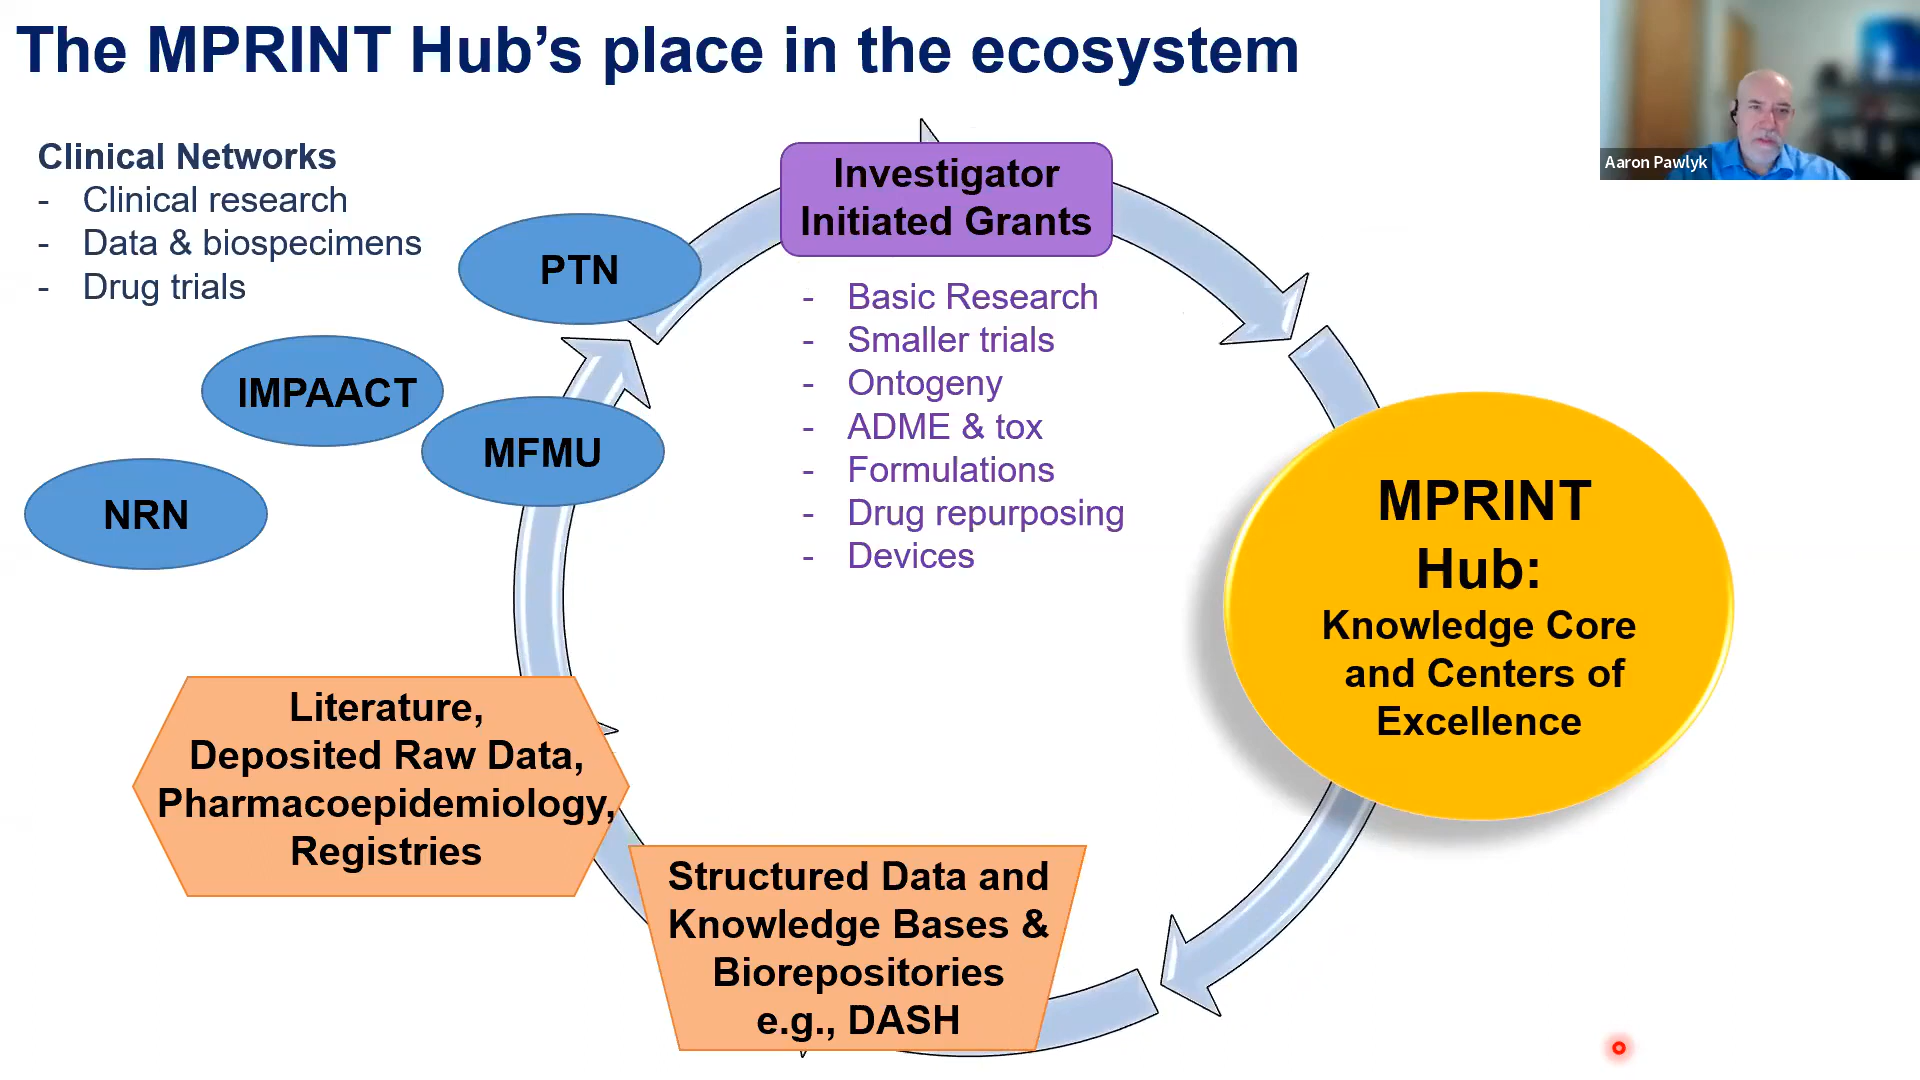 The MPRINT Hub’s place in the ecosystem
Aaron Pawlyk
Clinical Networks
- Clinical research
- Data & biospecimens
- Drug trials
PTN
IMPAACT
MFMU
NRN
Investigator
Initiated Grants
- Basic Research
- Smaller trials
- Ontogeny
- ADME & tox
- Formulations
- Drug repurposing
- Devices
MPRINT
Hub:
Knowledge Core
and Centers of
Excellence
Literature,
Deposited Raw Data,
Pharmacoepidemiology,
Registries
Structured Data and
Knowledge Bases &
Biorepositories
e.g., DASH